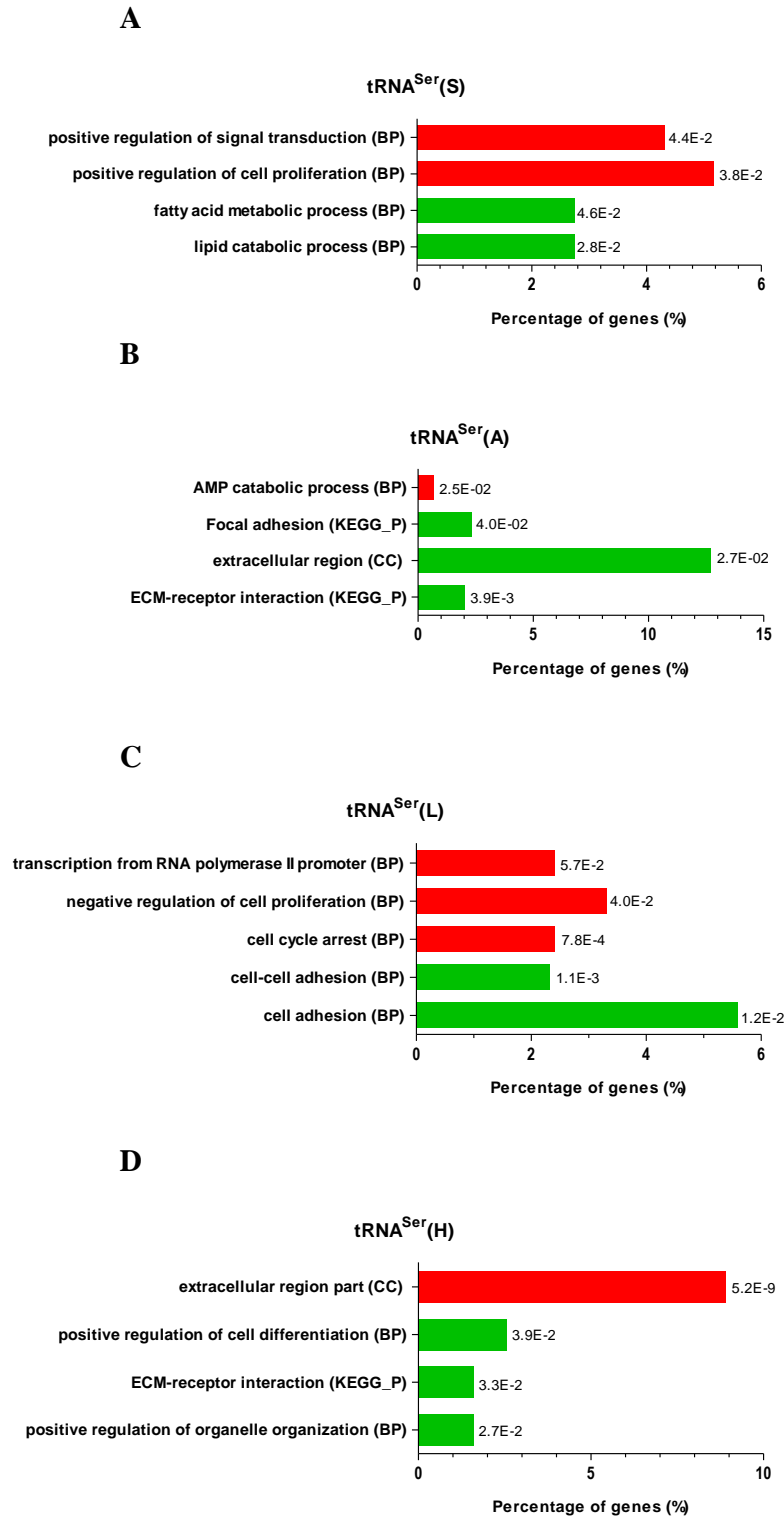 A
tRNASer(S)
positive regulation of signal transduction (BP) 4.4E-2
positive regulation of cell proliferation (BP) 3.8E-2
fatty acid metabolic process (BP) 4.6E-2
lipid catabolic process (BP) 2.8E-2
0 2 4 6
Percentage of genes (%)
B
tRNASer(A)
AMP catabolic process (BP) 2.5E-02
Focal adhesion (KEGG_P) 4.0E-02
extracellular region (CC) 2.7E-02
ECM-receptor interaction (KEGG_P) 3.9E-3
0 5 10 15
Percentage of genes (%)
C
tRNASer(L)
transcription from RNA polymerase II promoter (BP) 5.7E-2
negative regulation of cell proliferation (BP) 4.0E-2
cell cycle arrest (BP) 7.8E-4
cell-cell adhesion (BP) 1.1E-3
cell adhesion (BP) 1.2E-2
0 2 4 6
Percentage of genes (%)
D
tRNASer(H)
extracellular region part (CC) 5.2E-9
positive regulation of cell differentiation (BP) 3.9E-2
ECM-receptor interaction (KEGG_P) 3.3E-2
positive regulation of organelle organization (BP) 2.7E-2
0 5 10
Percentage of genes (%)